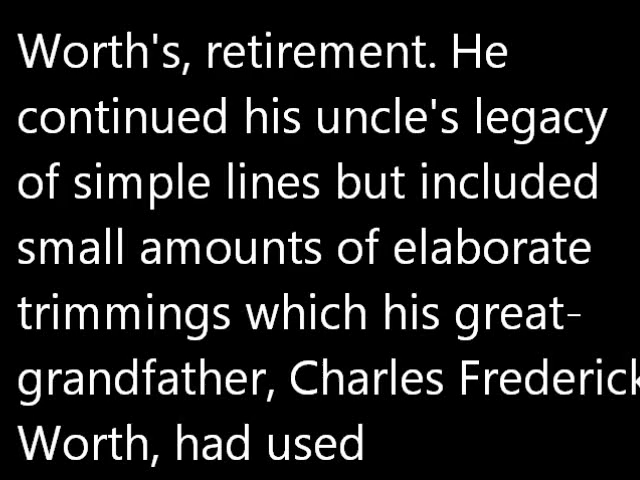 Worth's, retirement. He
continued his uncle's legacy
of simple lines but included
small amounts of elaborate
trimmings which his great-
grandfather, Charles Frederick
Worth, had used